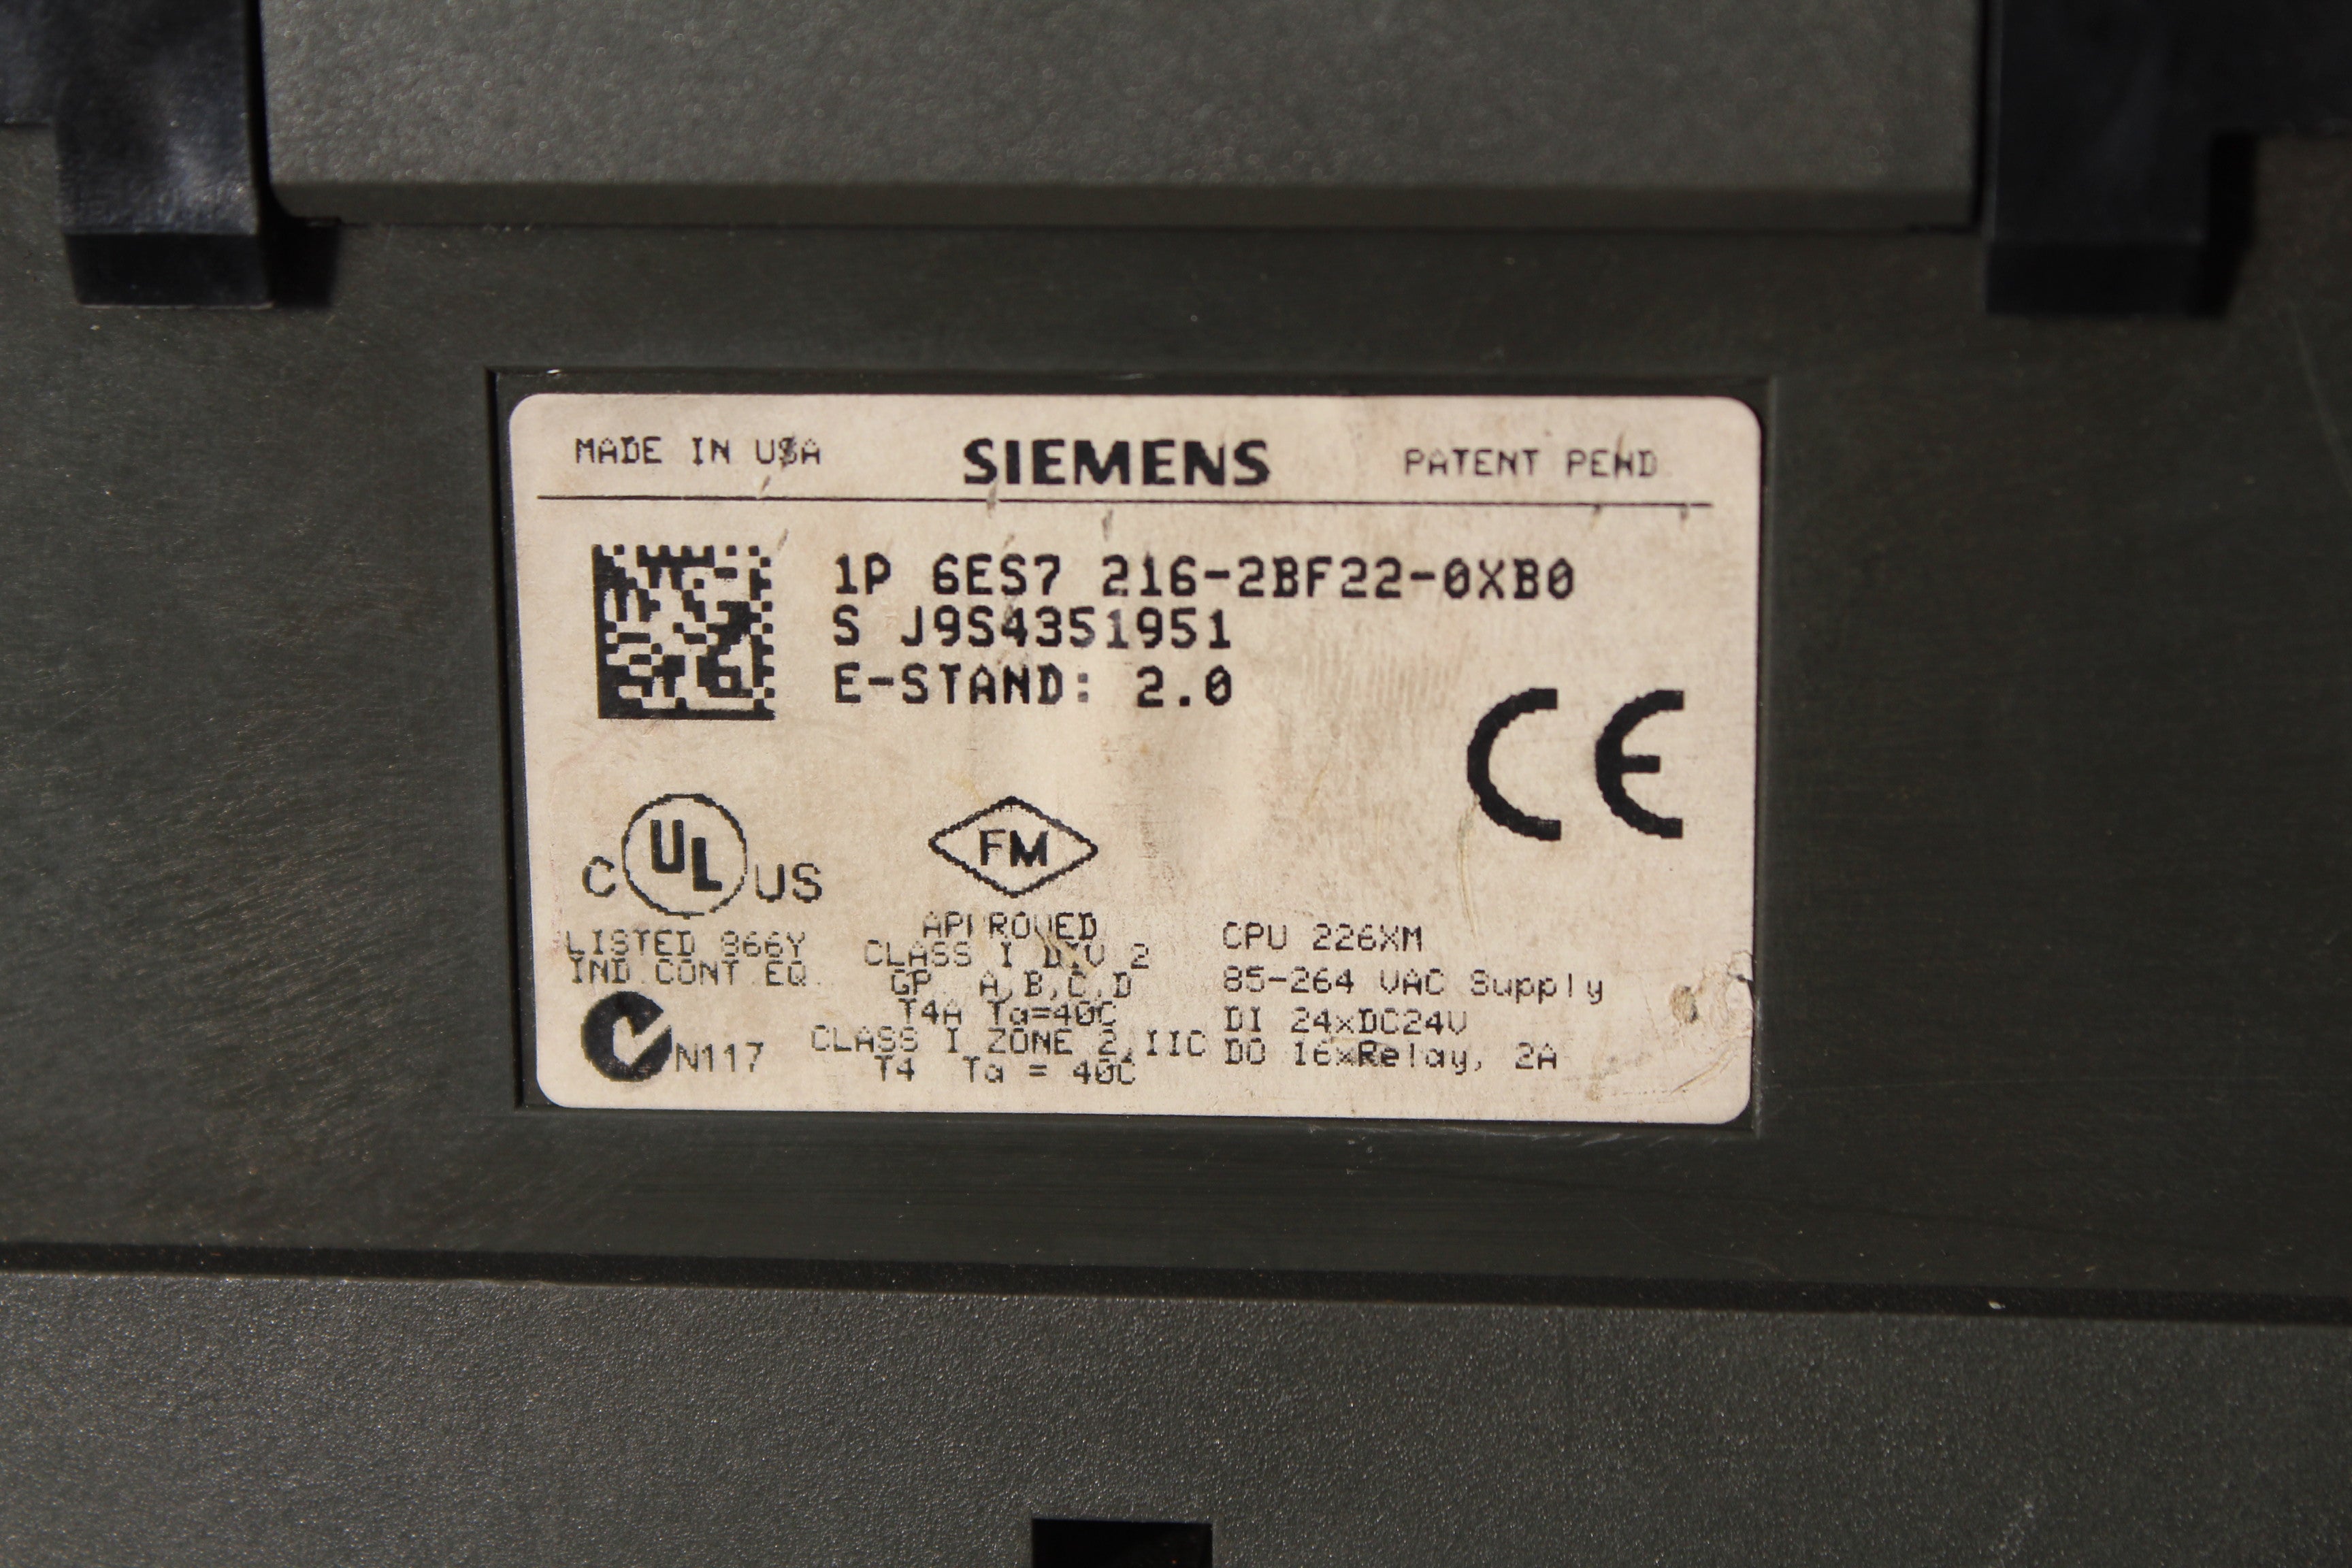 MADE IN USA SIEMENS PATENT PEND
1P 6ES7 216-2BF22-0XB0
S J9S4351951
E-STAND: 2.0
CE
C UL US
LISTED 866Y
IND.CONT.EQ.
N117
FM
APPROVED
CLASS I DIV 2
GP. A,B,C,D
T4A Ta=40C
CLASS I ZONE 2,IIC
T4 Ta = 40C
CPU 226XM
85-264 VAC Supply
DI 24xDC24V
DO 16xRelay, 2A